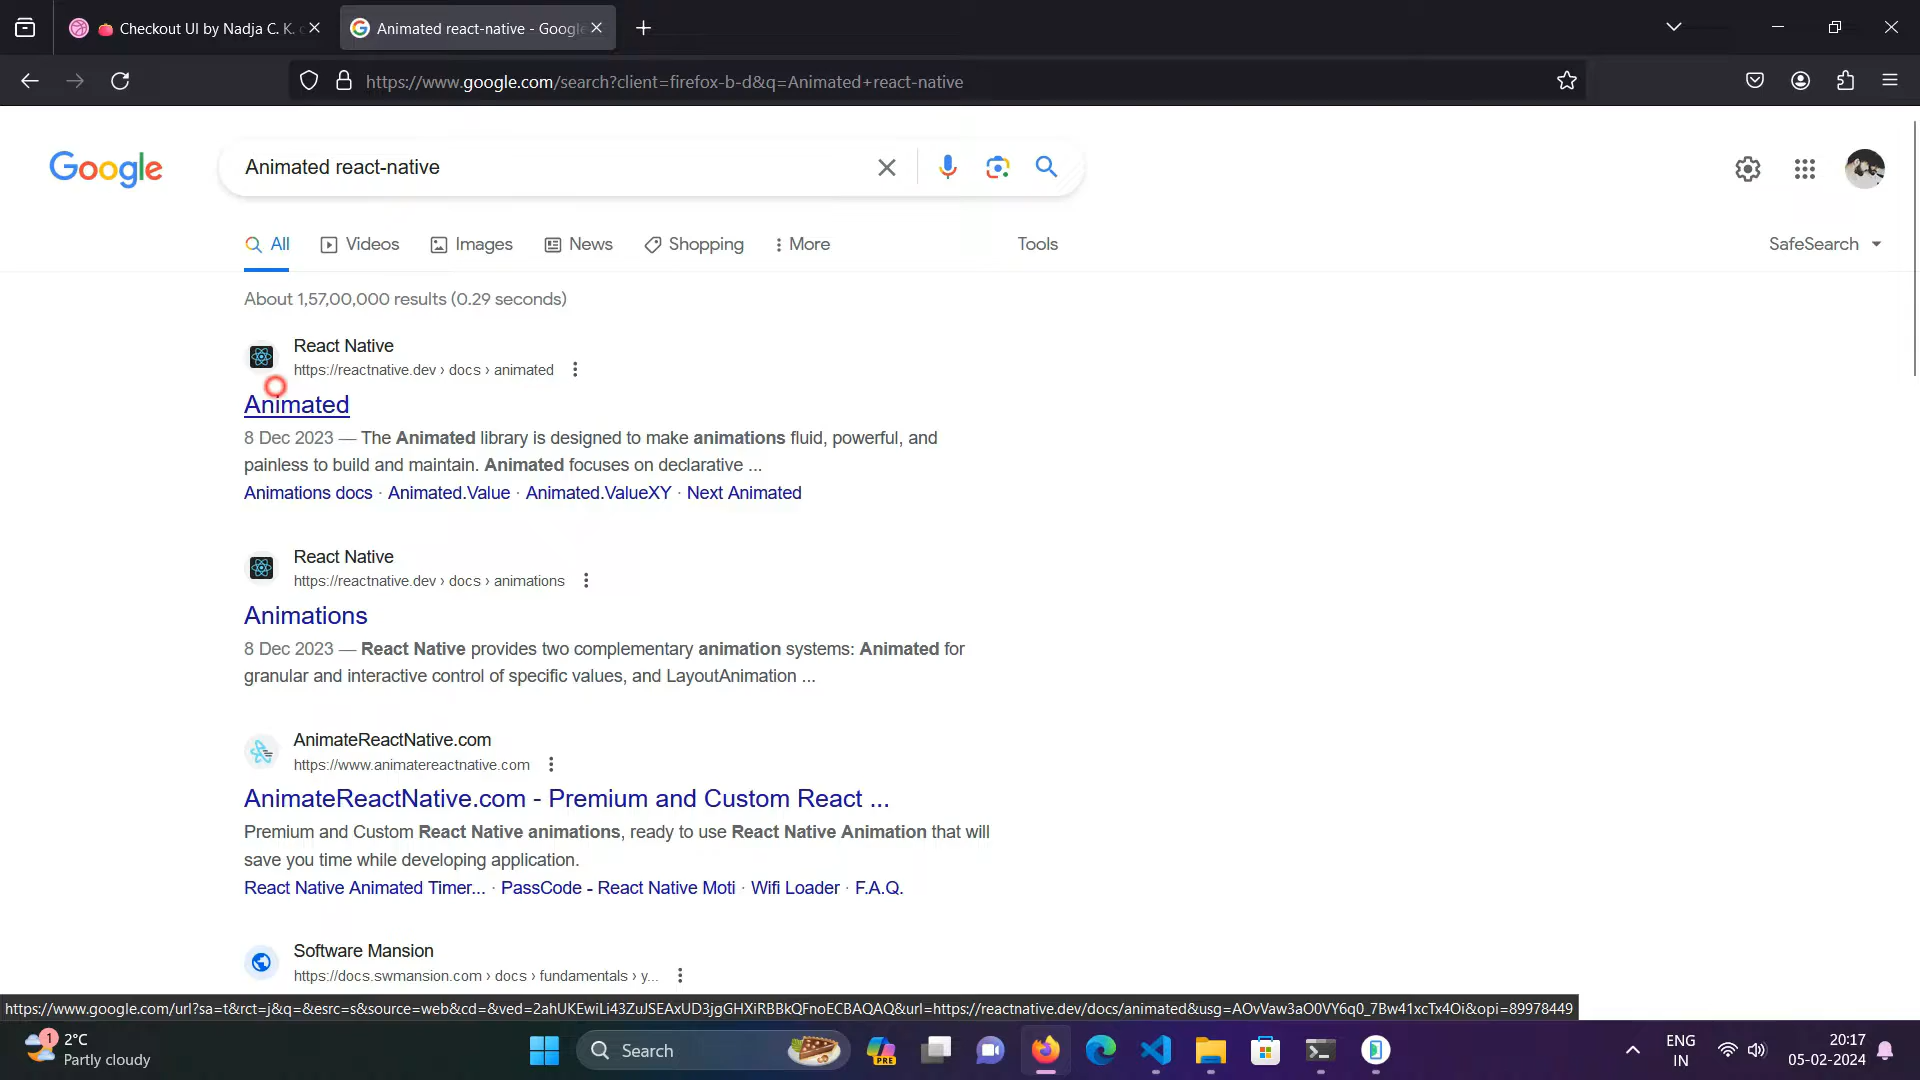 Checkout UI by Nadja C. K.
Animated react-native - Google
https://www.google.com/search?client=firefox-b-d&q=Animated+react-native
Google
Animated react-native
All
Videos
Images
News
Shopping
More
Tools
SafeSearch
About 1,57,00,000 results (0.29 seconds)
React Native
https://reactnative.dev › docs › animated
Animated
8 Dec 2023 — The Animated library is designed to make animations fluid, powerful, and
painless to build and maintain. Animated focuses on declarative ...
Animations docs · Animated.Value · Animated.ValueXY · Next Animated
React Native
https://reactnative.dev › docs › animations
Animations
8 Dec 2023 — React Native provides two complementary animation systems: Animated for
granular and interactive control of specific values, and LayoutAnimation ...
AnimateReactNative.com
https://www.animatereactnative.com
AnimateReactNative.com - Premium and Custom React ...
Premium and Custom React Native animations, ready to use React Native Animation that will
save you time while developing application.
React Native Animated Timer... · PassCode - React Native Moti · Wifi Loader · F.A.Q.
Software Mansion
https://docs.swmansion.com › docs › fundamentals › y...
https://www.google.com/url?sa=t&rct=j&q=&esrc=s&source=web&cd=&ved=2ahUKEwiLi43ZuJSEAxUD3jgGHXiRBBkQFnoECBAQAQ&url=https://reactnative.dev/docs/animated&usg=AOvVaw3aO0VY6q0_7Bw41xcTx4Oi&opi=89978449
1
2°C
Partly cloudy
Search
PRE
ENG
IN
20:17
05-02-2024